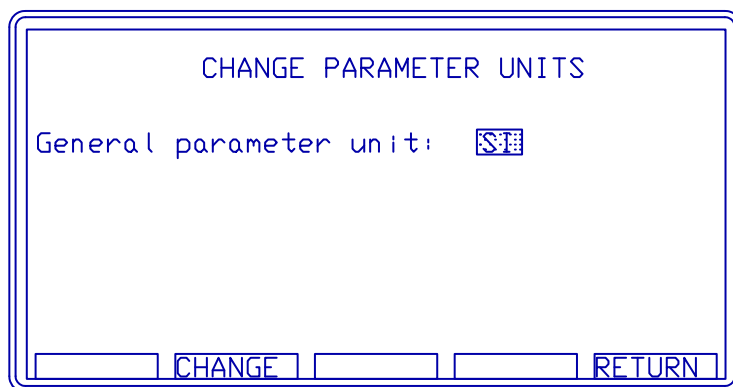 CHANGE PARAMETER UNITS
General parameter unit: SI
CHANGE RETURN